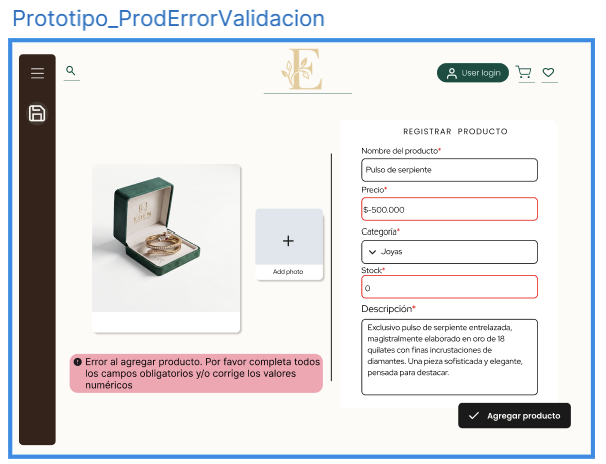 Prototipo_ProdErrorValidacion
E
User login
REGISTRAR PRODUCTO
Nombre del producto*
Pulso de serpiente
Precio*
$-500.000
Categoría*
Joyas
Stock*
0
Descripción*
Exclusivo pulso de serpiente entrelazada,
magistralmente elaborado en oro de 18
quilates con finas incrustaciones de
diamantes. Una pieza sofisticada y elegante,
pensada para destacar.
EDEN
Add photo
Error al agregar producto. Por favor completa todos
los campos obligatorios y/o corrige los valores
numéricos
Agregar producto